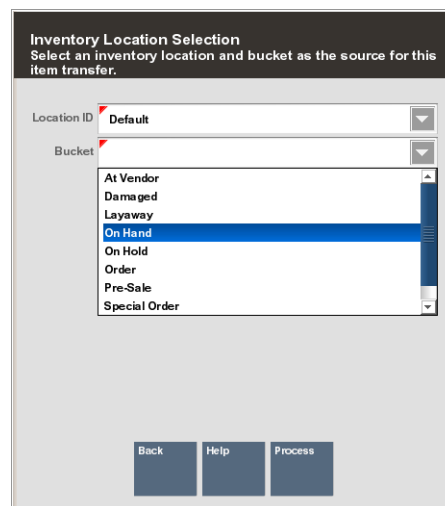 Inventory Location Selection
Select an inventory location and bucket as the source for this
item transfer.
Location ID Default
Bucket
At Vendor
Damaged
Layaway
On Hand
On Hold
Order
Pre-Sale
Special Order
Back Help Process